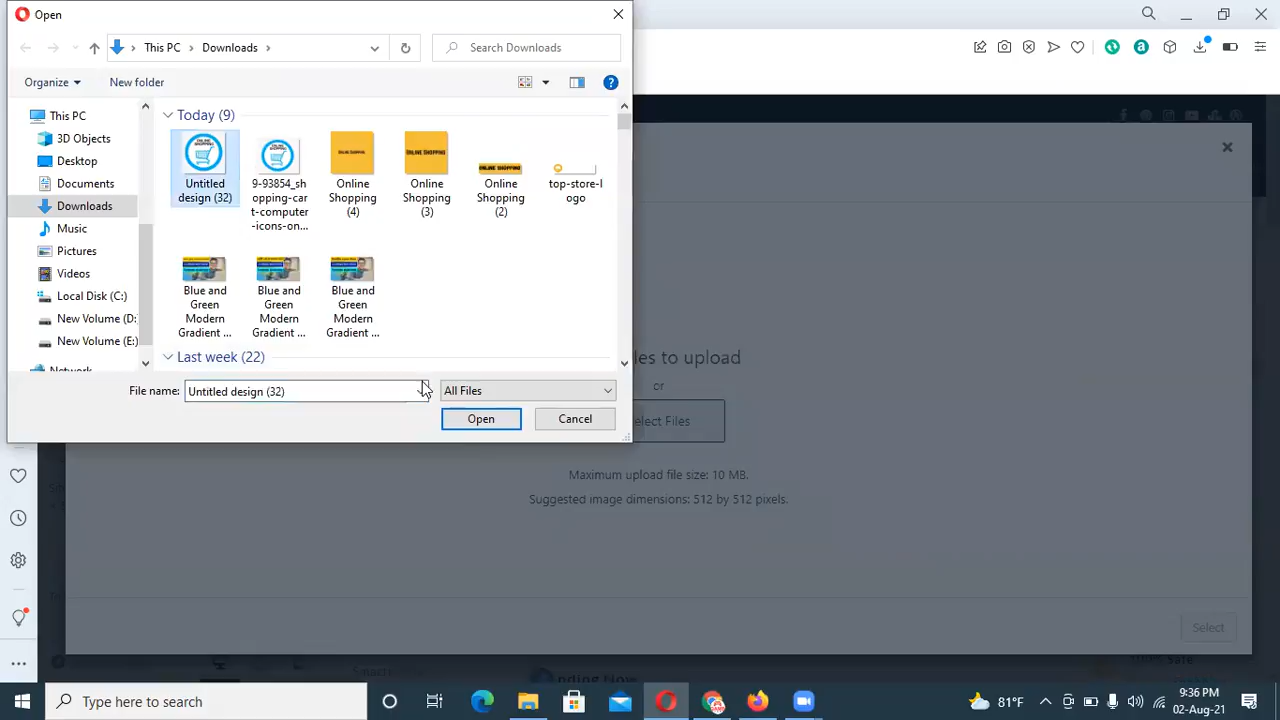 Open
This PC
Downloads
Search Downloads
Organize
New folder
This PC
3D Objects
Desktop
Documents
Downloads
Music
Pictures
Videos
Local Disk (C:)
New Volume (D:
New Volume (E:)
Network
Today (9)
Untitled
design (32)
9-93854_sh
opping-car
t-computer
-icons-on...
Online
Shopping
(4)
Online
Shopping
(3)
Online
Shopping
(2)
top-store-l
ogo
Blue and
Green
Modern
Gradient ...
Blue and
Green
Modern
Gradient ...
Blue and
Green
Modern
Gradient ...
Last week (22)
File name:
Untitled design (32)
All Files
Open
Cancel
les to upload
or
elect Files
Maximum upload file size: 10 MB.
Suggested image dimensions: 512 by 512 pixels.
Select
Type here to search
81°F
9:36 PM
02-Aug-21